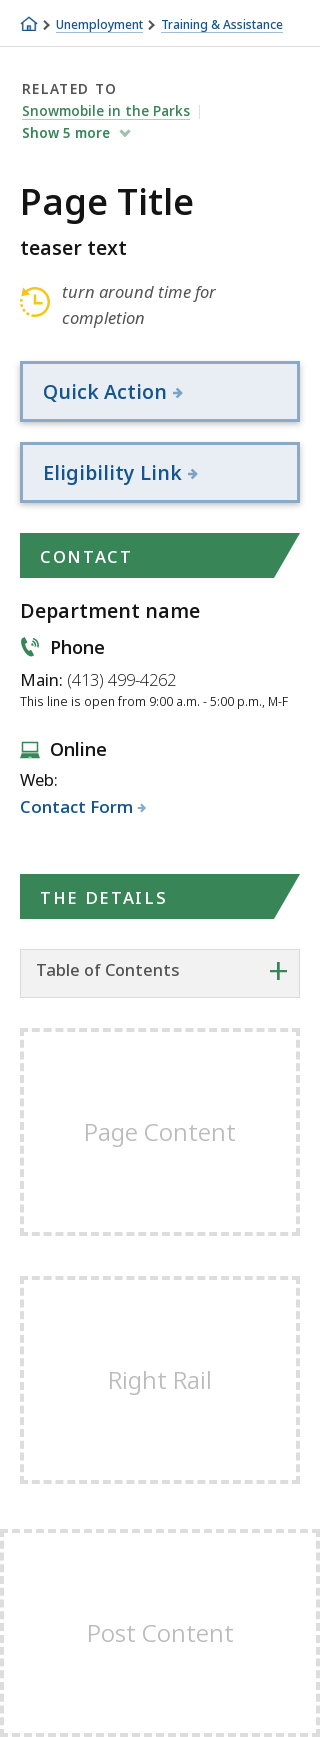 Unemployment Training & Assistance
RELATED TO
Snowmobile in the Parks
Show 5 more
Page Title
teaser text
turn around time for
completion
Quick Action
Eligibility Link
CONTACT
Department name
Phone
Main: (413) 499-4262
This line is open from 9:00 a.m. - 5:00 p.m., M-F
Online
Web:
Contact Form
THE DETAILS
Table of Contents
Page Content
Right Rail
Post Content